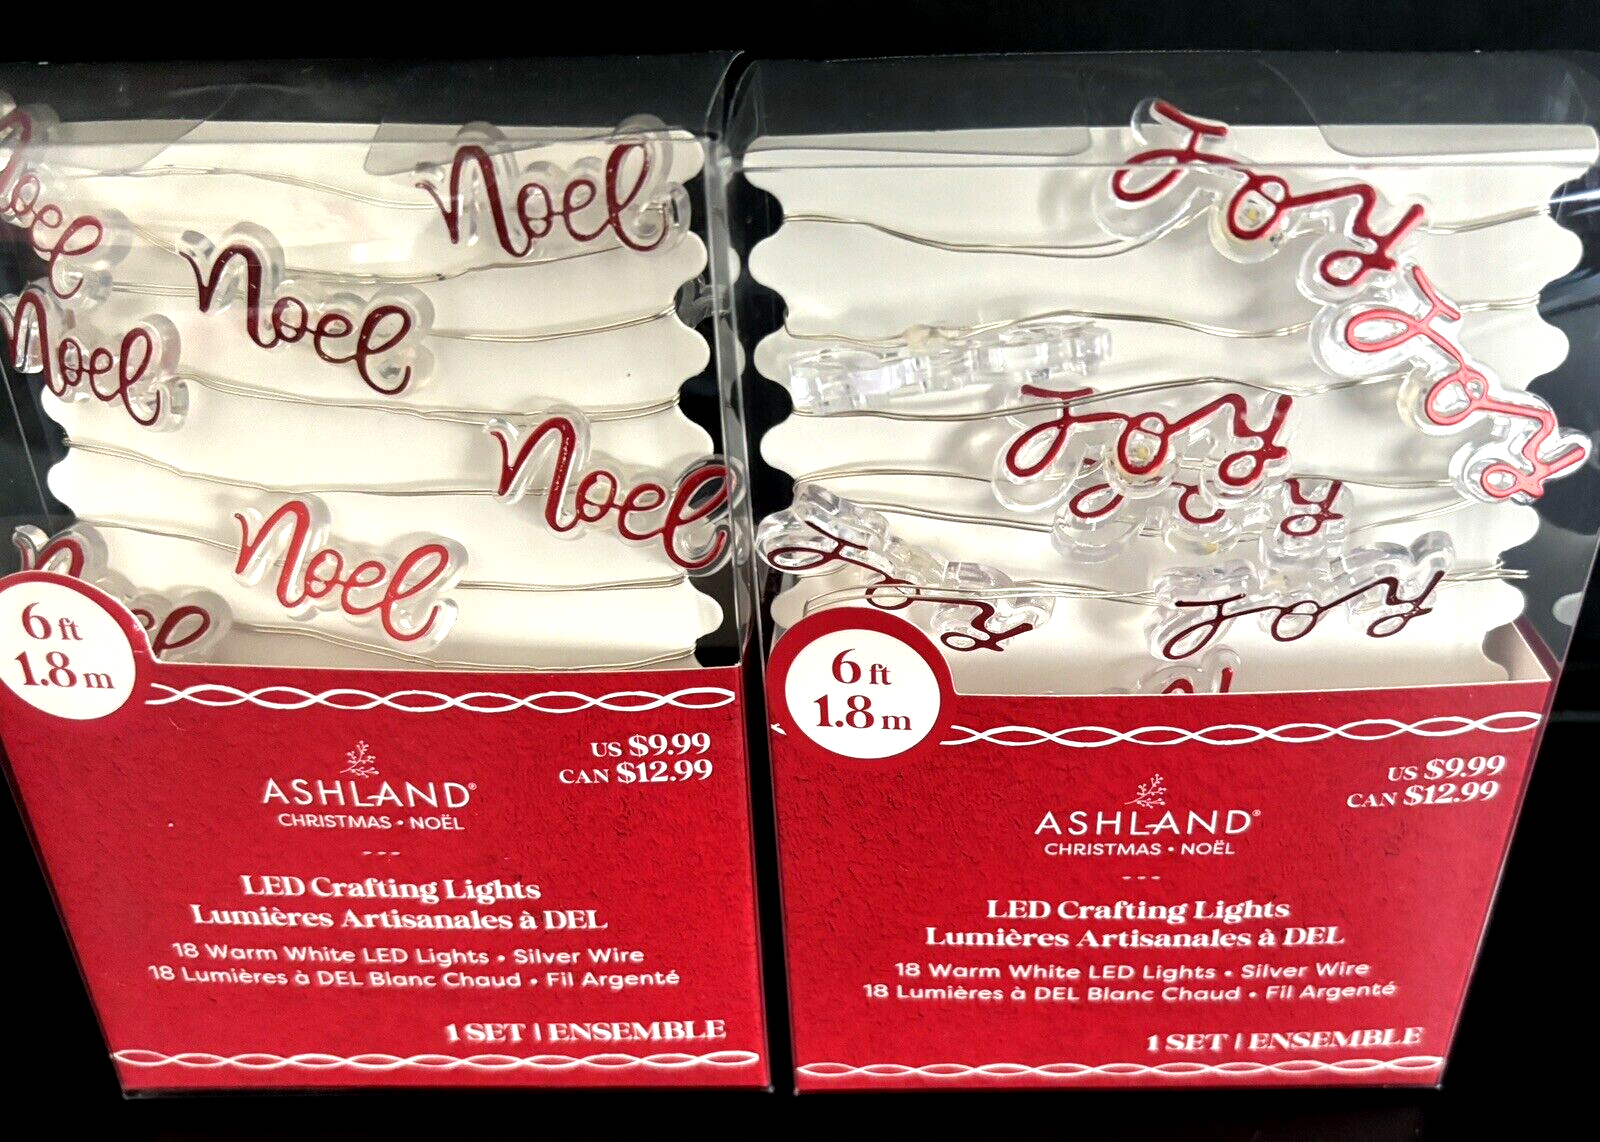 noel
noel
noel
noel
noel
noel
noel
6 ft
1.8 m
US $9.99
CAN $12.99
ASHLAND®
CHRISTMAS • NOËL
LED Crafting Lights
Lumières Artisanales à DEL
18 Warm White LED Lights • Silver Wire
18 Lumières à DEL Blanc Chaud • Fil Argenté
1 SET | ENSEMBLE
Joy
Joy
Joy
Joy
Joy
Joy
6 ft
1.8 m
US $9.99
CAN $12.99
ASHLAND®
CHRISTMAS • NOËL
LED Crafting Lights
Lumières Artisanales à DEL
18 Warm White LED Lights • Silver Wire
18 Lumières à DEL Blanc Chaud • Fil Argenté
1 SET | ENSEMBLE